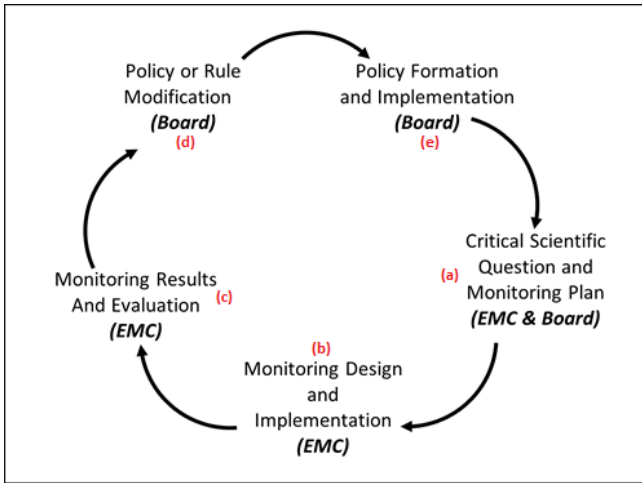 Policy or Rule
Modification
(Board)
(d)
Policy Formation
and Implementation
(Board)
(e)
Critical Scientific
Question and
(a)
Monitoring Plan
(EMC & Board)
(b)
Monitoring Design
and
Implementation
(EMC)
Monitoring Results
And Evaluation
(c)
(EMC)